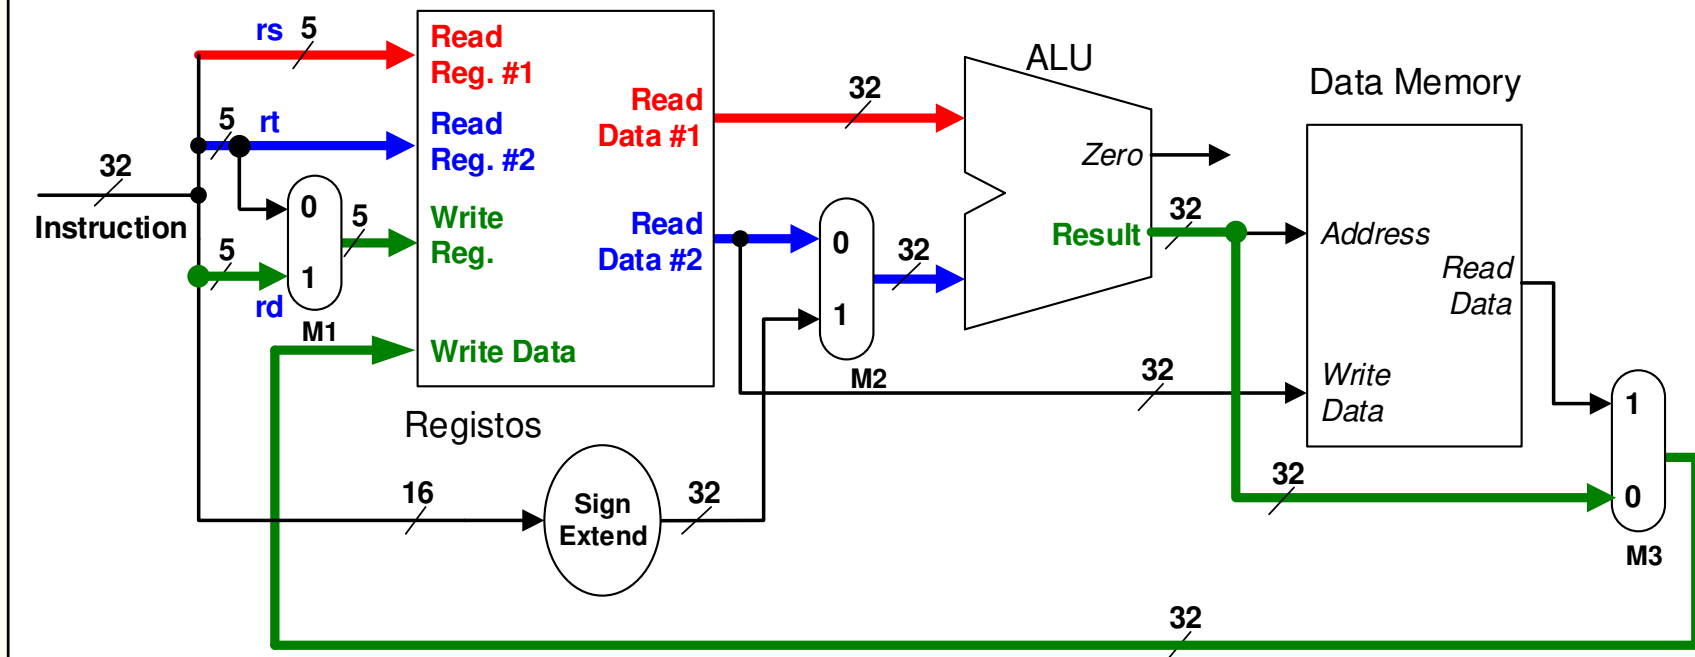 rs
5
Read
Reg. #1
5
rt
Read
Reg. #2
32
Instruction
0
1
5
5
rd
M1
Write
Reg.
Write Data
Read
Data #1
Read
Data #2
Registos
16
Sign
Extend
32
32
0
1
M2
32
ALU
Zero
Result
32
32
Data Memory
Address
Read
Data
Write
Data
32
1
0
M3
32